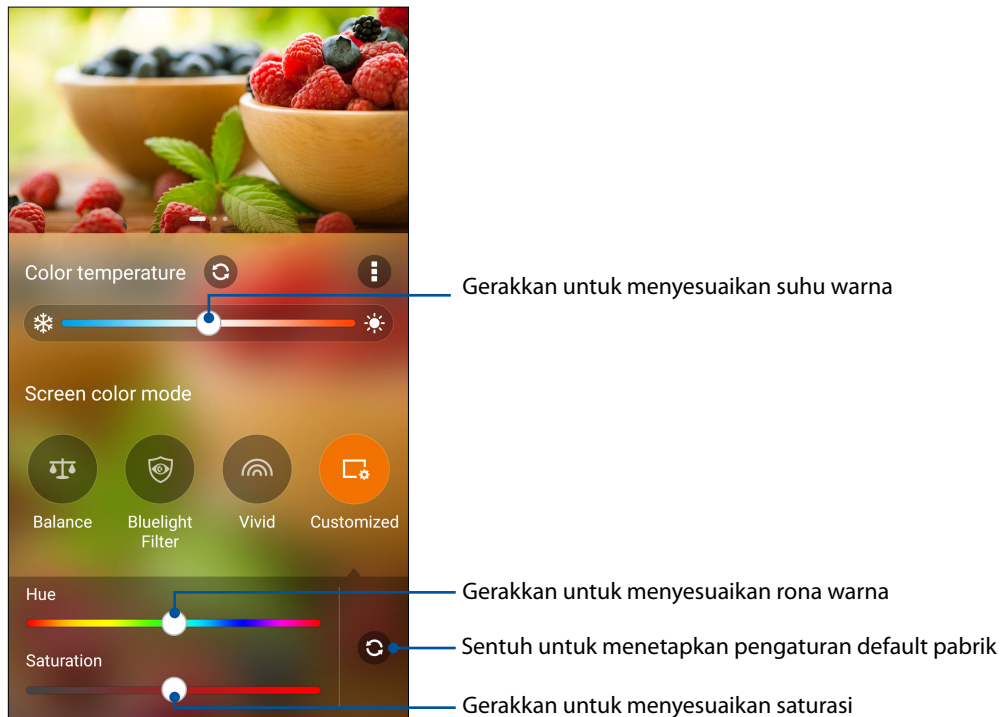 Color temperature
Gerakkan untuk menyesuaikan suhu warna
Screen color mode
Balance
Bluelight
Filter
Vivid
Customized
Hue
Gerakkan untuk menyesuaikan rona warna
Sentuh untuk menetapkan pengaturan default pabrik
Saturation
Gerakkan untuk menyesuaikan saturasi